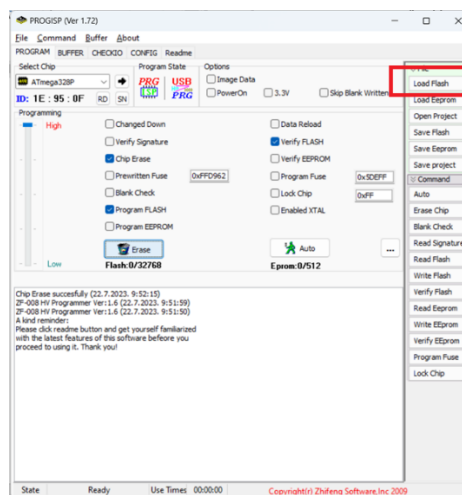 PROGISP (Ver 1.72)
File Command Buffer About
PROGRAM BUFFER CHECKIO CONFIG Readme
Select Chip
Program State
Options
ATmega328P
PRG USB
ISP PRG
Image Data
PowerOn
3.3V
Skip Blank Written
ID: 1E : 95 : 0F
RD
SN
Programming
High
Low
Changed Down
Data Reload
Verify Signature
Verify FLASH
Chip Erase
Verify EEPROM
Prewritten Fuse
0xFFD962
Program Fuse
0x5DEFF
Blank Check
Lock Chip
0xFF
Program FLASH
Enabled XTAL
Program EEPROM
Erase
Auto
...
Flash:0/32768
Eprom:0/512
Chip Erase succesfully (22.7.2023. 9:52:15)
ZF-008 HV Programmer Ver:1.6 (22.7.2023. 9:51:59)
ZF-008 HV Programmer Ver:1.6 (22.7.2023. 9:51:50)
A kind reminder:
Please click readme button and get yourself familiarized
with the latest features of this software befeore you
proceed to using it. Thank you!
Load Flash
Load Eeprom
Open Project
Save Flash
Save Eeprom
Save project
Command
Auto
Erase Chip
Blank Check
Read Signature
Read Flash
Write Flash
Verify Flash
Read Eeprom
Write EEprom
Verify EEprom
Program Fuse
Lock Chip
State
Ready
Use Times
00:00:00
Copyright(r) Zhifeng Software,Inc 2009